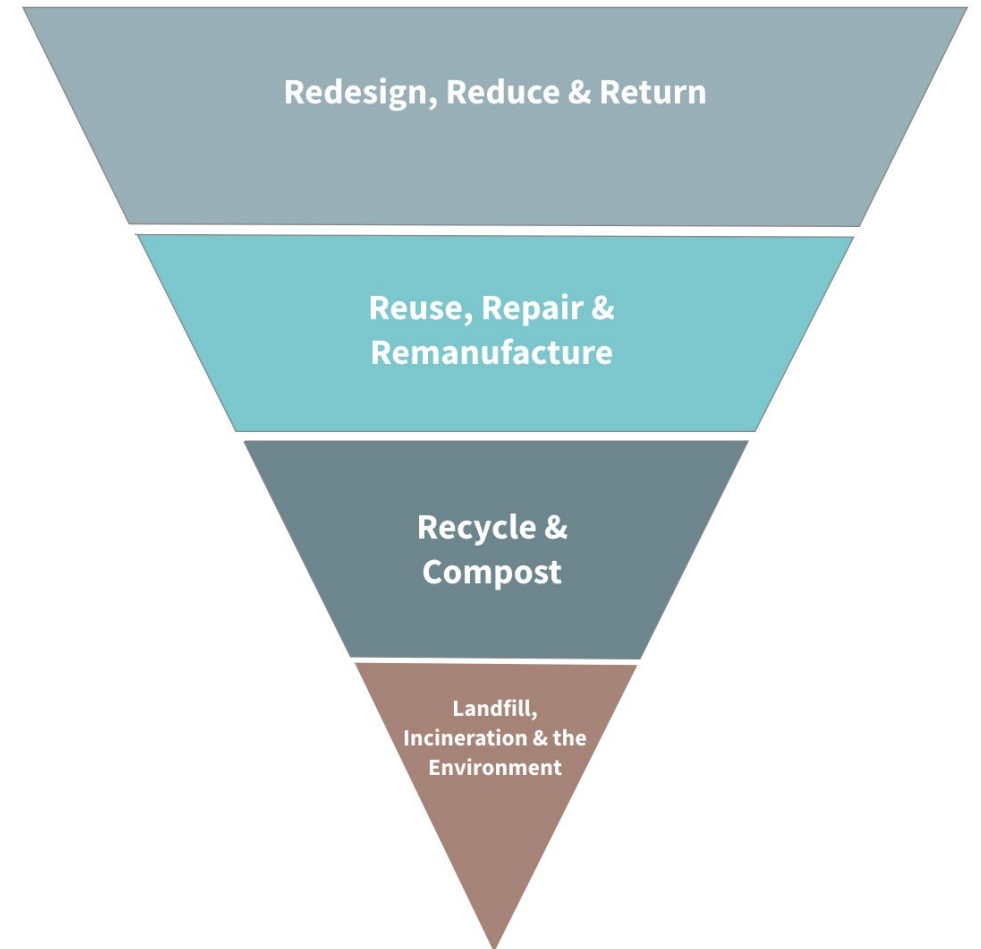 Redesign, Reduce & Return
Reuse, Repair &
Remanufacture
Recycle &
Compost
Landfill,
Incineration & the
Environment